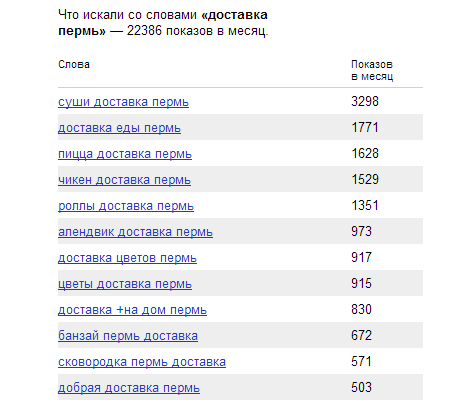 Что искали со словами «доставка
пермь» — 22386 показов в месяц.
Слова Показов
в месяц
суши доставка пермь 3298
доставка еды пермь 1771
пицца доставка пермь 1628
чикен доставка пермь 1529
роллы доставка пермь 1351
алендвик доставка пермь 973
доставка цветов пермь 917
цветы доставка пермь 915
доставка +на дом пермь 830
банзай пермь доставка 672
сковородка пермь доставка 571
добрая доставка пермь 503